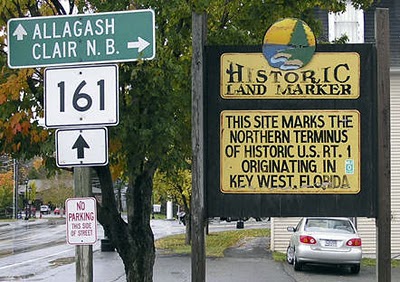 ALLAGASH
CLAIR N.B.
161
NO
PARKING
THIS SIDE
OF STREET
HISTORIC
LAND MARKER
THIS SITE MARKS THE
NORTHERN TERMINUS
OF HISTORIC U.S. RT. 1
ORIGINATING IN
KEY WEST, FLORIDA